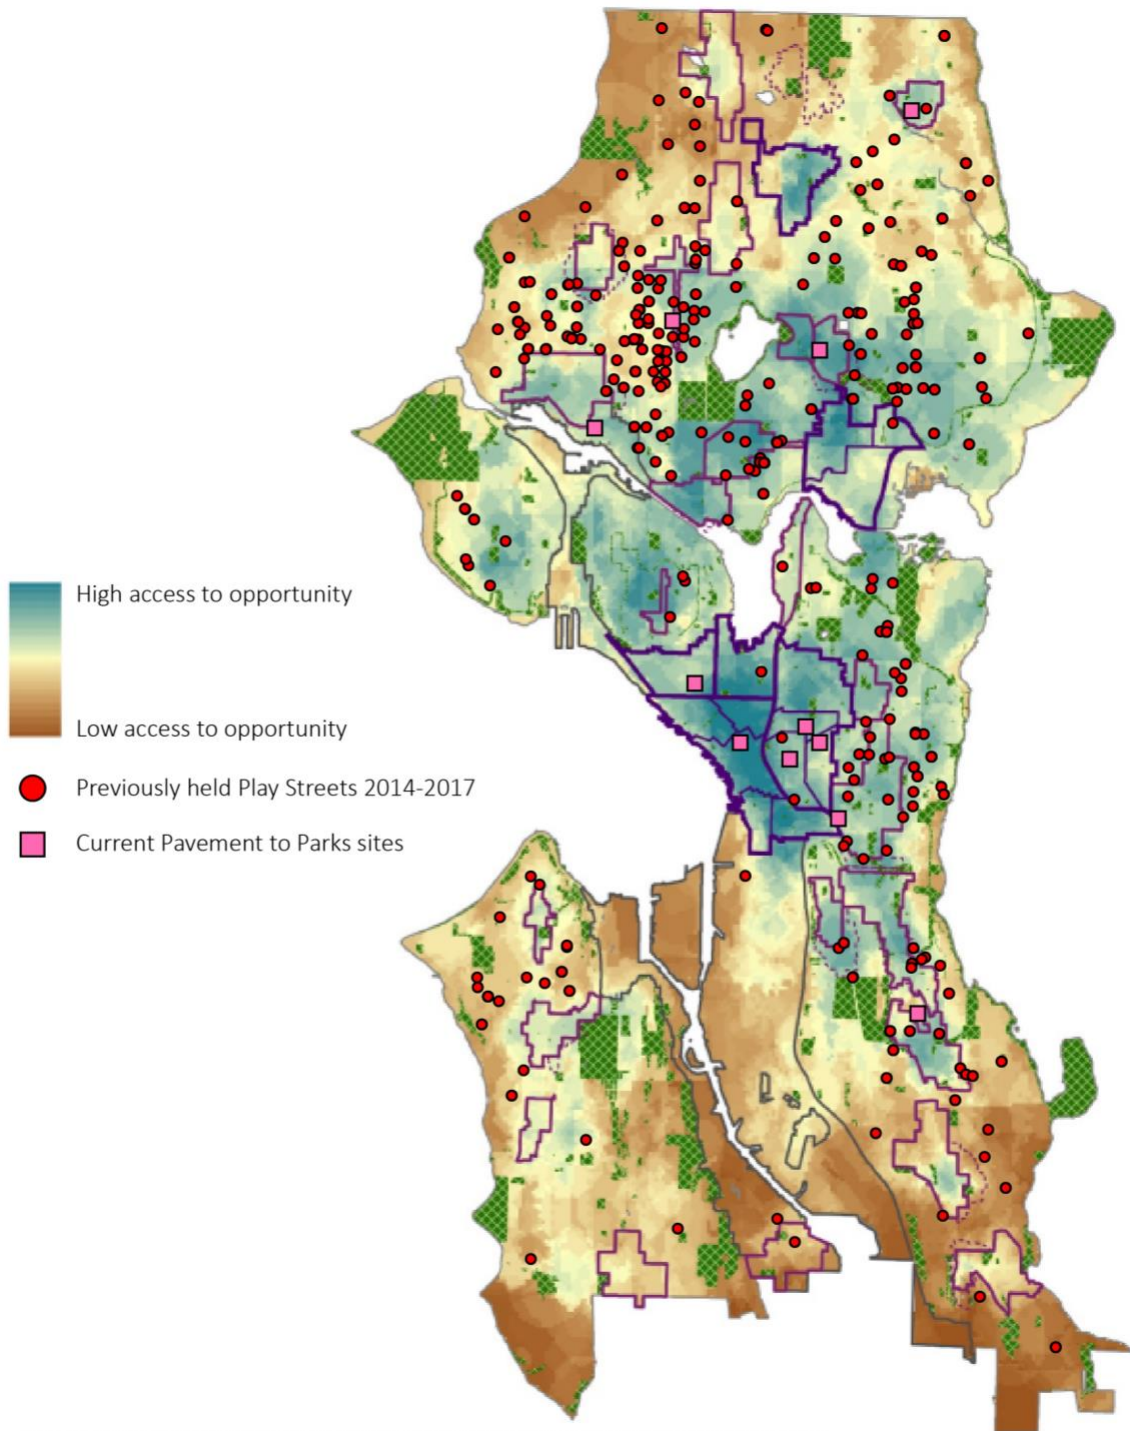 High access to opportunity
Low access to opportunity
Previously held Play Streets 2014-2017
Current Pavement to Parks sites